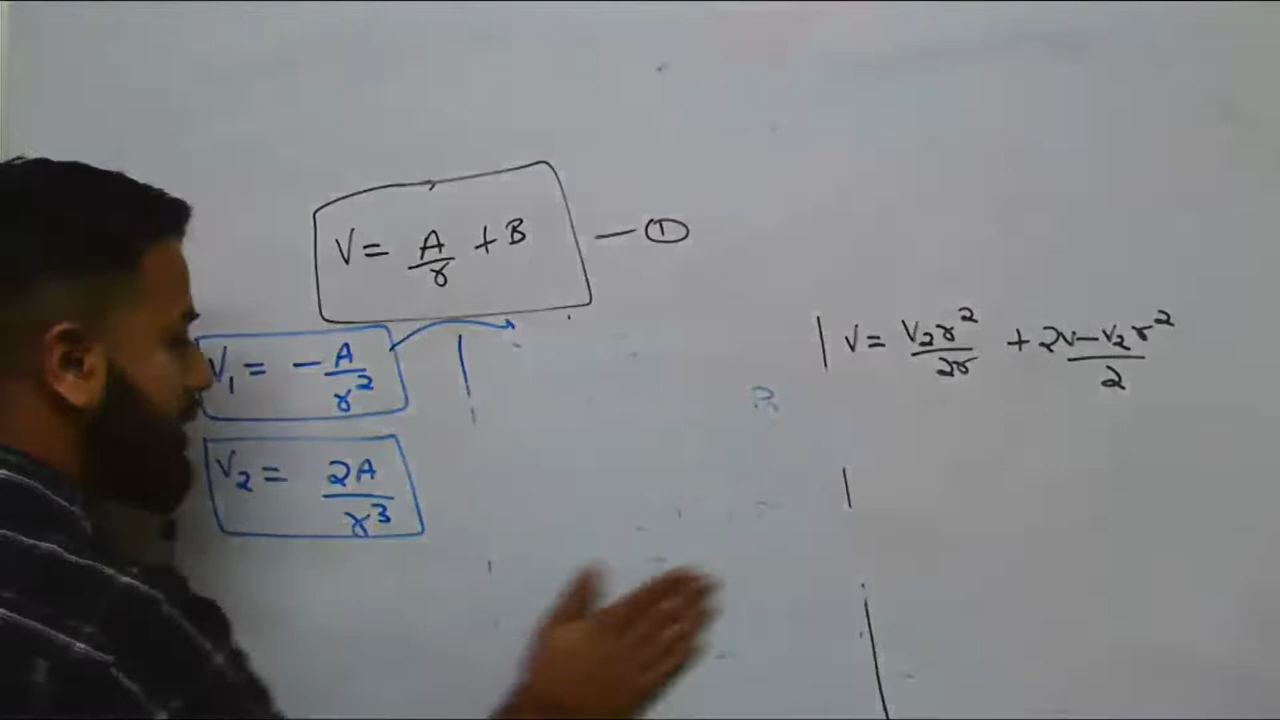 V = A/r + B — ①
V₁ = - A/r²
V₂ = 2A/r³
V = V₂r²/2r + 2V-V₂r²/2